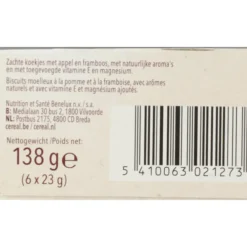 Zachte koekjes met appel en framboos, met natuurlijke aroma's
en met toegevoegde vitamine E en magnesium.
Biscuits moelleux à la pomme et à la framboise, avec arômes
naturels et avec vitamine E et magnésium ajoutés.
Nutrition et Santé Benelux n.v./s.a.
B: Medialaan 30 bus 2, 1800 Vilvoorde
NL: Postbus 2175, 4800 CD Breda
cereal.be / cereal.nl
Nettogewicht/Poids net:
138 g e
(6 x 23 g)
5 410063 021273